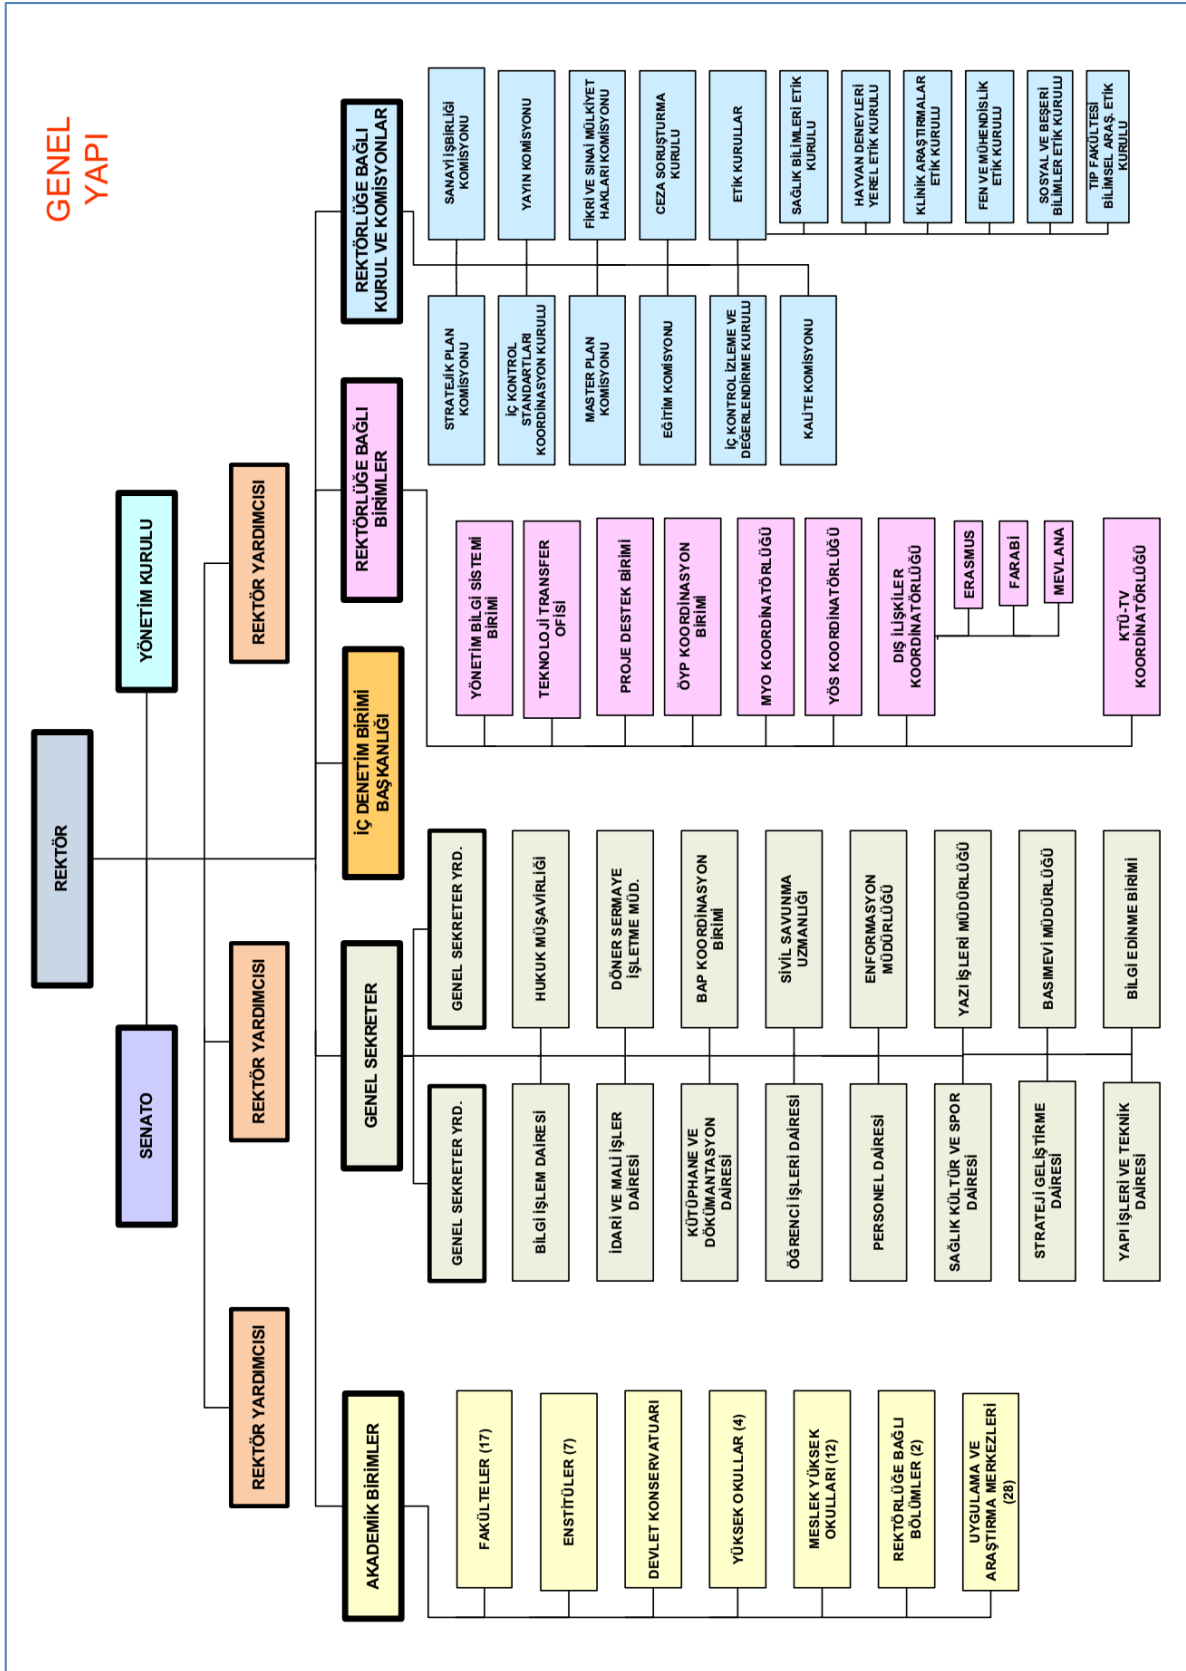 GENEL
YAPI
REKTÖR
SENATO
YÖNETİM KURULU
REKTÖR YARDIMCISI
REKTÖR YARDIMCISI
REKTÖR YARDIMCISI
AKADEMİK BİRİMLER
GENEL SEKRETER
İÇ DENETİM BİRİMİ
BAŞKANLIĞI
REKTÖRLÜĞE BAĞLI
BİRİMLER
REKTÖRLÜĞE BAĞLI
KURUL VE KOMİSYONLAR
FAKÜLTELER (17)
ENSTİTÜLER (7)
DEVLET KONSERVATUARI
YÜKSEK OKULLAR (4)
MESLEK YÜKSEK
OKULLARI (12)
REKTÖRLÜĞE BAĞLI
BÖLÜMLER (2)
UYGULAMA VE
ARAŞTIRMA MERKEZLERİ
(28)
GENEL SEKRETER YRD.
GENEL SEKRETER YRD.
BİLGİ İŞLEM DAİRESİ
HUKUK MÜŞAVİRLİĞİ
İDARİ VE MALİ İŞLER
DAİRESİ
DÖNER SERMAYE
İŞLETME MÜD.
KÜTÜPHANE VE
DÖKÜMANTASYON
DAİRESİ
BAP KOORDİNASYON
BİRİMİ
ÖĞRENCİ İŞLERİ DAİRESİ
SİVİL SAVUNMA
UZMANLIĞI
PERSONEL DAİRESİ
ENFORMASYON
MÜDÜRLÜĞÜ
SAĞLIK KÜLTÜR VE SPOR
DAİRESİ
YAZI İŞLERİ MÜDÜRLÜĞÜ
STRATEJİ GELİŞTİRME
DAİRESİ
BASIMEVİ MÜDÜRLÜĞÜ
YAPI İŞLERİ VE TEKNİK
DAİRESİ
BİLGİ EDİNME BİRİMİ
YÖNETİM BİLGİ SİSTEMİ
BİRİMİ
TEKNOLOJİ TRANSFER
OFİSİ
PROJE DESTEK BİRİMİ
ÖYP KOORDİNASYON
BİRİMİ
MYO KOORDİNATÖRLÜĞÜ
YÖS KOORDİNATÖRLÜĞÜ
DIŞ İLİŞKİLER
KOORDİNATÖRLÜĞÜ
ERASMUS
FARABİ
MEVLANA
KTÜ-TV
KOORDİNATÖRLÜĞÜ
STRATEJİK PLAN
KOMİSYONU
SANAYİ İŞBİRLİĞİ
KOMİSYONU
İÇ KONTROL
STANDARTLARI
KOORDİNASYON KURULU
YAYIN KOMİSYONU
MASTER PLAN
KOMİSYONU
FİKRİ VE SINAİ MÜLKİYET
HAKLARI KOMİSYONU
EĞİTİM KOMİSYONU
CEZA SORUŞTURMA
KURULU
İÇ KONTROL İZLEME VE
DEĞERLENDİRME KURULU
ETİK KURULLAR
KALİTE KOMİSYONU
SAĞLIK BİLİMLERİ ETİK
KURULU
HAYVAN DENEYLERİ
YEREL ETİK KURULU
KLİNİK ARAŞTIRMALAR
ETİK KURULU
FEN VE MÜHENDİSLİK
ETİK KURULU
SOSYAL VE BEŞERİ
BİLİMLER ETİK KURULU
TIP FAKÜLTESİ
BİLİMSEL ARAŞ. ETİK
KURULU